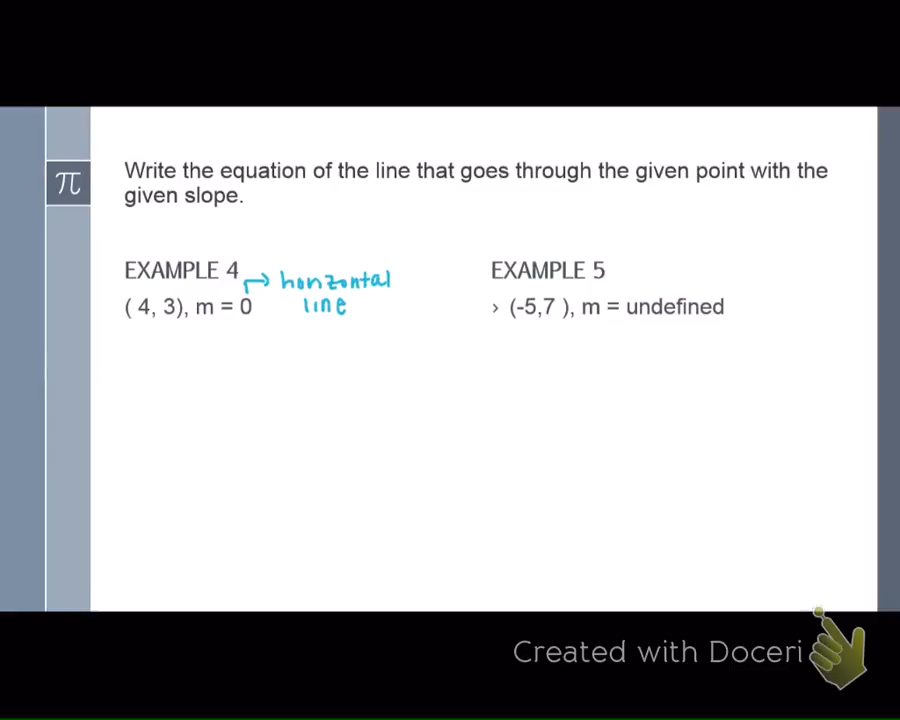 π
Write the equation of the line that goes through the given point with the
given slope.
EXAMPLE 4
horizontal
( 4, 3), m = 0
line
EXAMPLE 5
› (-5,7 ), m = undefined
Created with Doceri